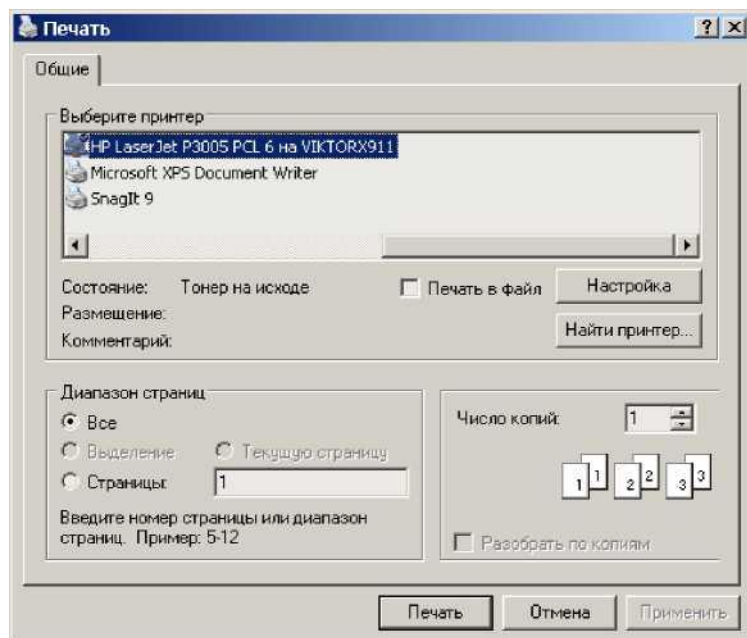 Печать
Общие
Выберите принтер
HP LaserJet P3005 PCL 6 на VIKTORX911
Microsoft XPS Document Writer
SnagIt 9
Состояние: Тонер на исходе
Печать в файл
Настройка
Размещение:
Комментарий:
Найти принтер...
Диапазон страниц
Все
Выделение Текущую страницу
Страницы: 1
Введите номер страницы или диапазон
страниц. Пример: 5-12
Число копий: 1
1 1 2 2 3 3
Разобрать по копиям
Печать Отмена Применить